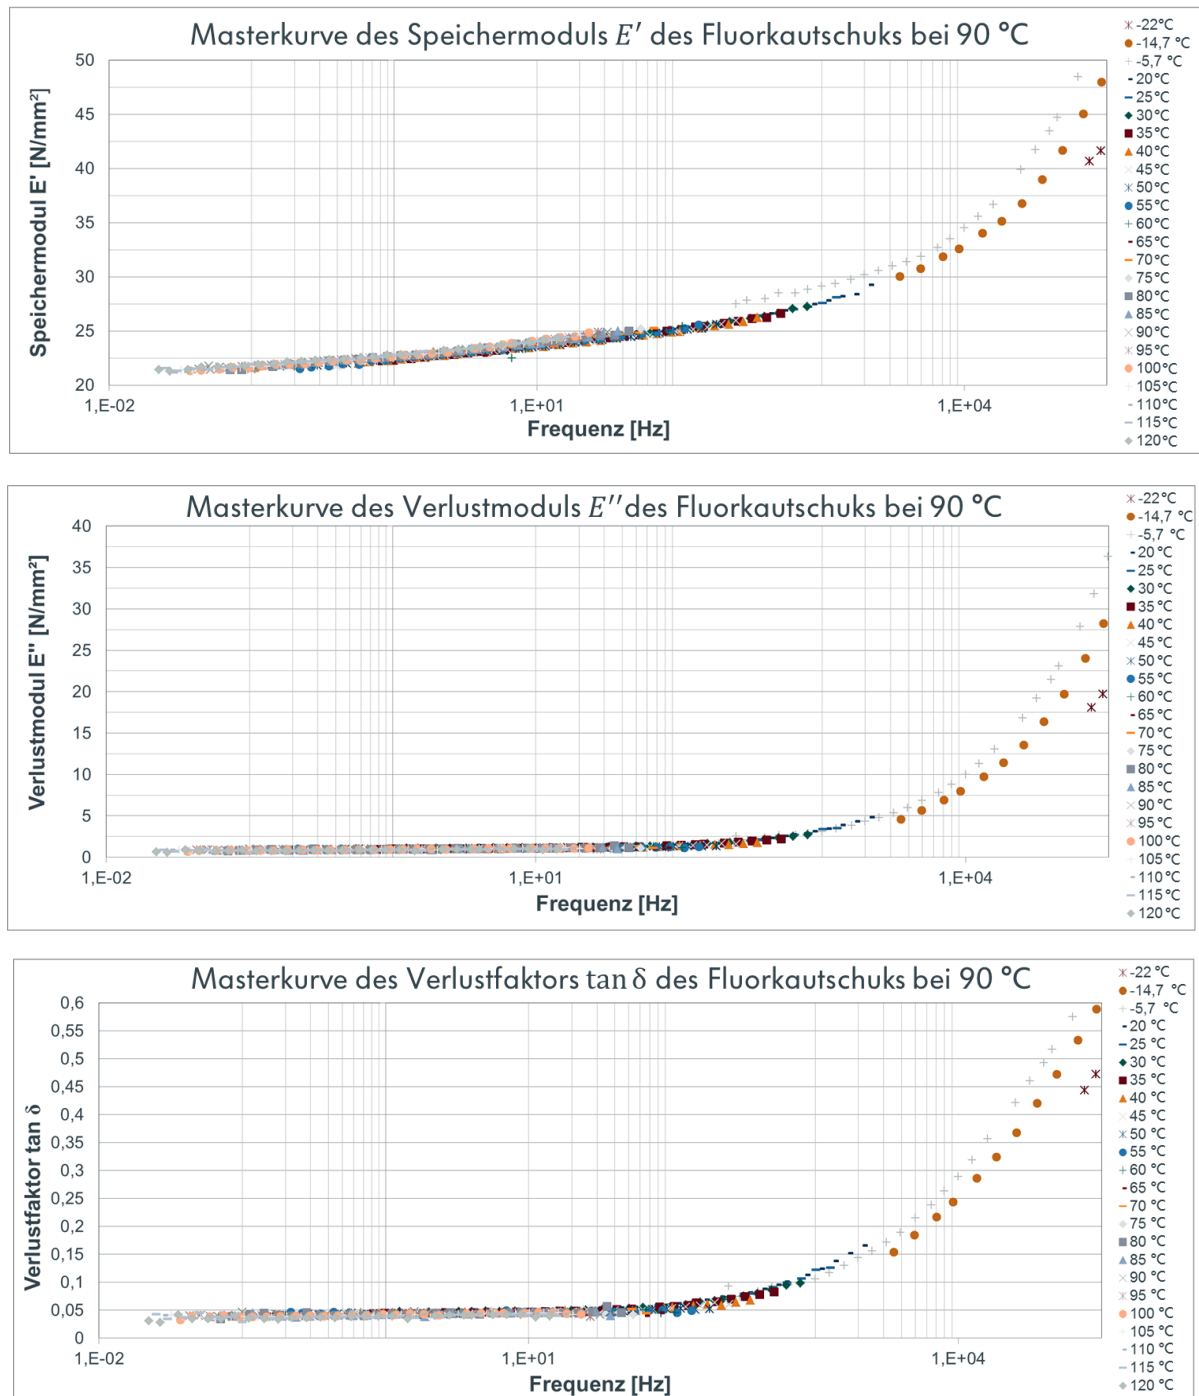 Masterkurve des Speichermoduls E′ des Fluorkautschuks bei 90 °C
Speichermodul E' [N/mm²]
50
45
40
35
30
25
20
1,E-02
1,E+01
1,E+04
Frequenz [Hz]
-22°C
-14,7 °C
-5,7 °C
20°C
25°C
30°C
35°C
40°C
45°C
50°C
55°C
60°C
65°C
70°C
75°C
80°C
85°C
90°C
95°C
100°C
105°C
110°C
115°C
120°C
Masterkurve des Verlustmoduls E′′ des Fluorkautschuks bei 90 °C
Verlustmodul E" [N/mm²]
40
35
30
25
20
15
10
5
0
1,E-02
1,E+01
1,E+04
Frequenz [Hz]
-22°C
-14,7 °C
-5,7 °C
20°C
25°C
30°C
35°C
40°C
45°C
50°C
55°C
60°C
65°C
70°C
75°C
80°C
85°C
90°C
95°C
100°C
105°C
110°C
115°C
120°C
Masterkurve des Verlustfaktors tan δ des Fluorkautschuks bei 90 °C
Verlustfaktor tan δ
0,6
0,55
0,5
0,45
0,4
0,35
0,3
0,25
0,2
0,15
0,1
0,05
0
1,E-02
1,E+01
1,E+04
Frequenz [Hz]
-22 °C
-14,7 °C
-5,7 °C
20 °C
25 °C
30 °C
35 °C
40 °C
45 °C
50 °C
55 °C
60 °C
65 °C
70 °C
75 °C
80 °C
85 °C
90 °C
95 °C
100 °C
105 °C
110 °C
115 °C
120 °C